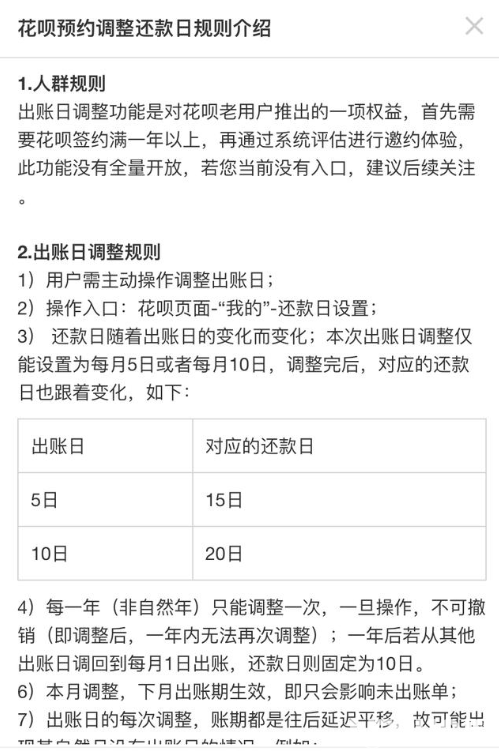 花呗预约调整还款日规则介绍
1.人群规则
出账日调整功能是对花呗老用户推出的一项权益，首先需
要花呗签约满一年以上，再通过系统评估进行邀约体验，
此功能没有全量开放，若您当前没有入口，建议后续关注
。
2.出账日调整规则
1）用户需主动操作调整出账日；
2）操作入口：花呗页面-“我的”-还款日设置；
3） 还款日随着出账日的变化而变化；本次出账日调整仅
能设置为每月5日或者每月10日，调整完后，对应的还款
日也跟着变化，如下：
出账日 对应的还款日
5日 15日
10日 20日
4）每一年（非自然年）只能调整一次，一旦操作，不可撤
销（即调整后，一年内无法再次调整）；一年后若从其他
出账日调回到每月1日出账，还款日则固定为10日。
6）本月调整，下月出账期生效，即只会影响未出账单；
7）出账日的每次调整，账期都是往后延迟平移，故可能出
现某自然月没有出账日的情况，例如：